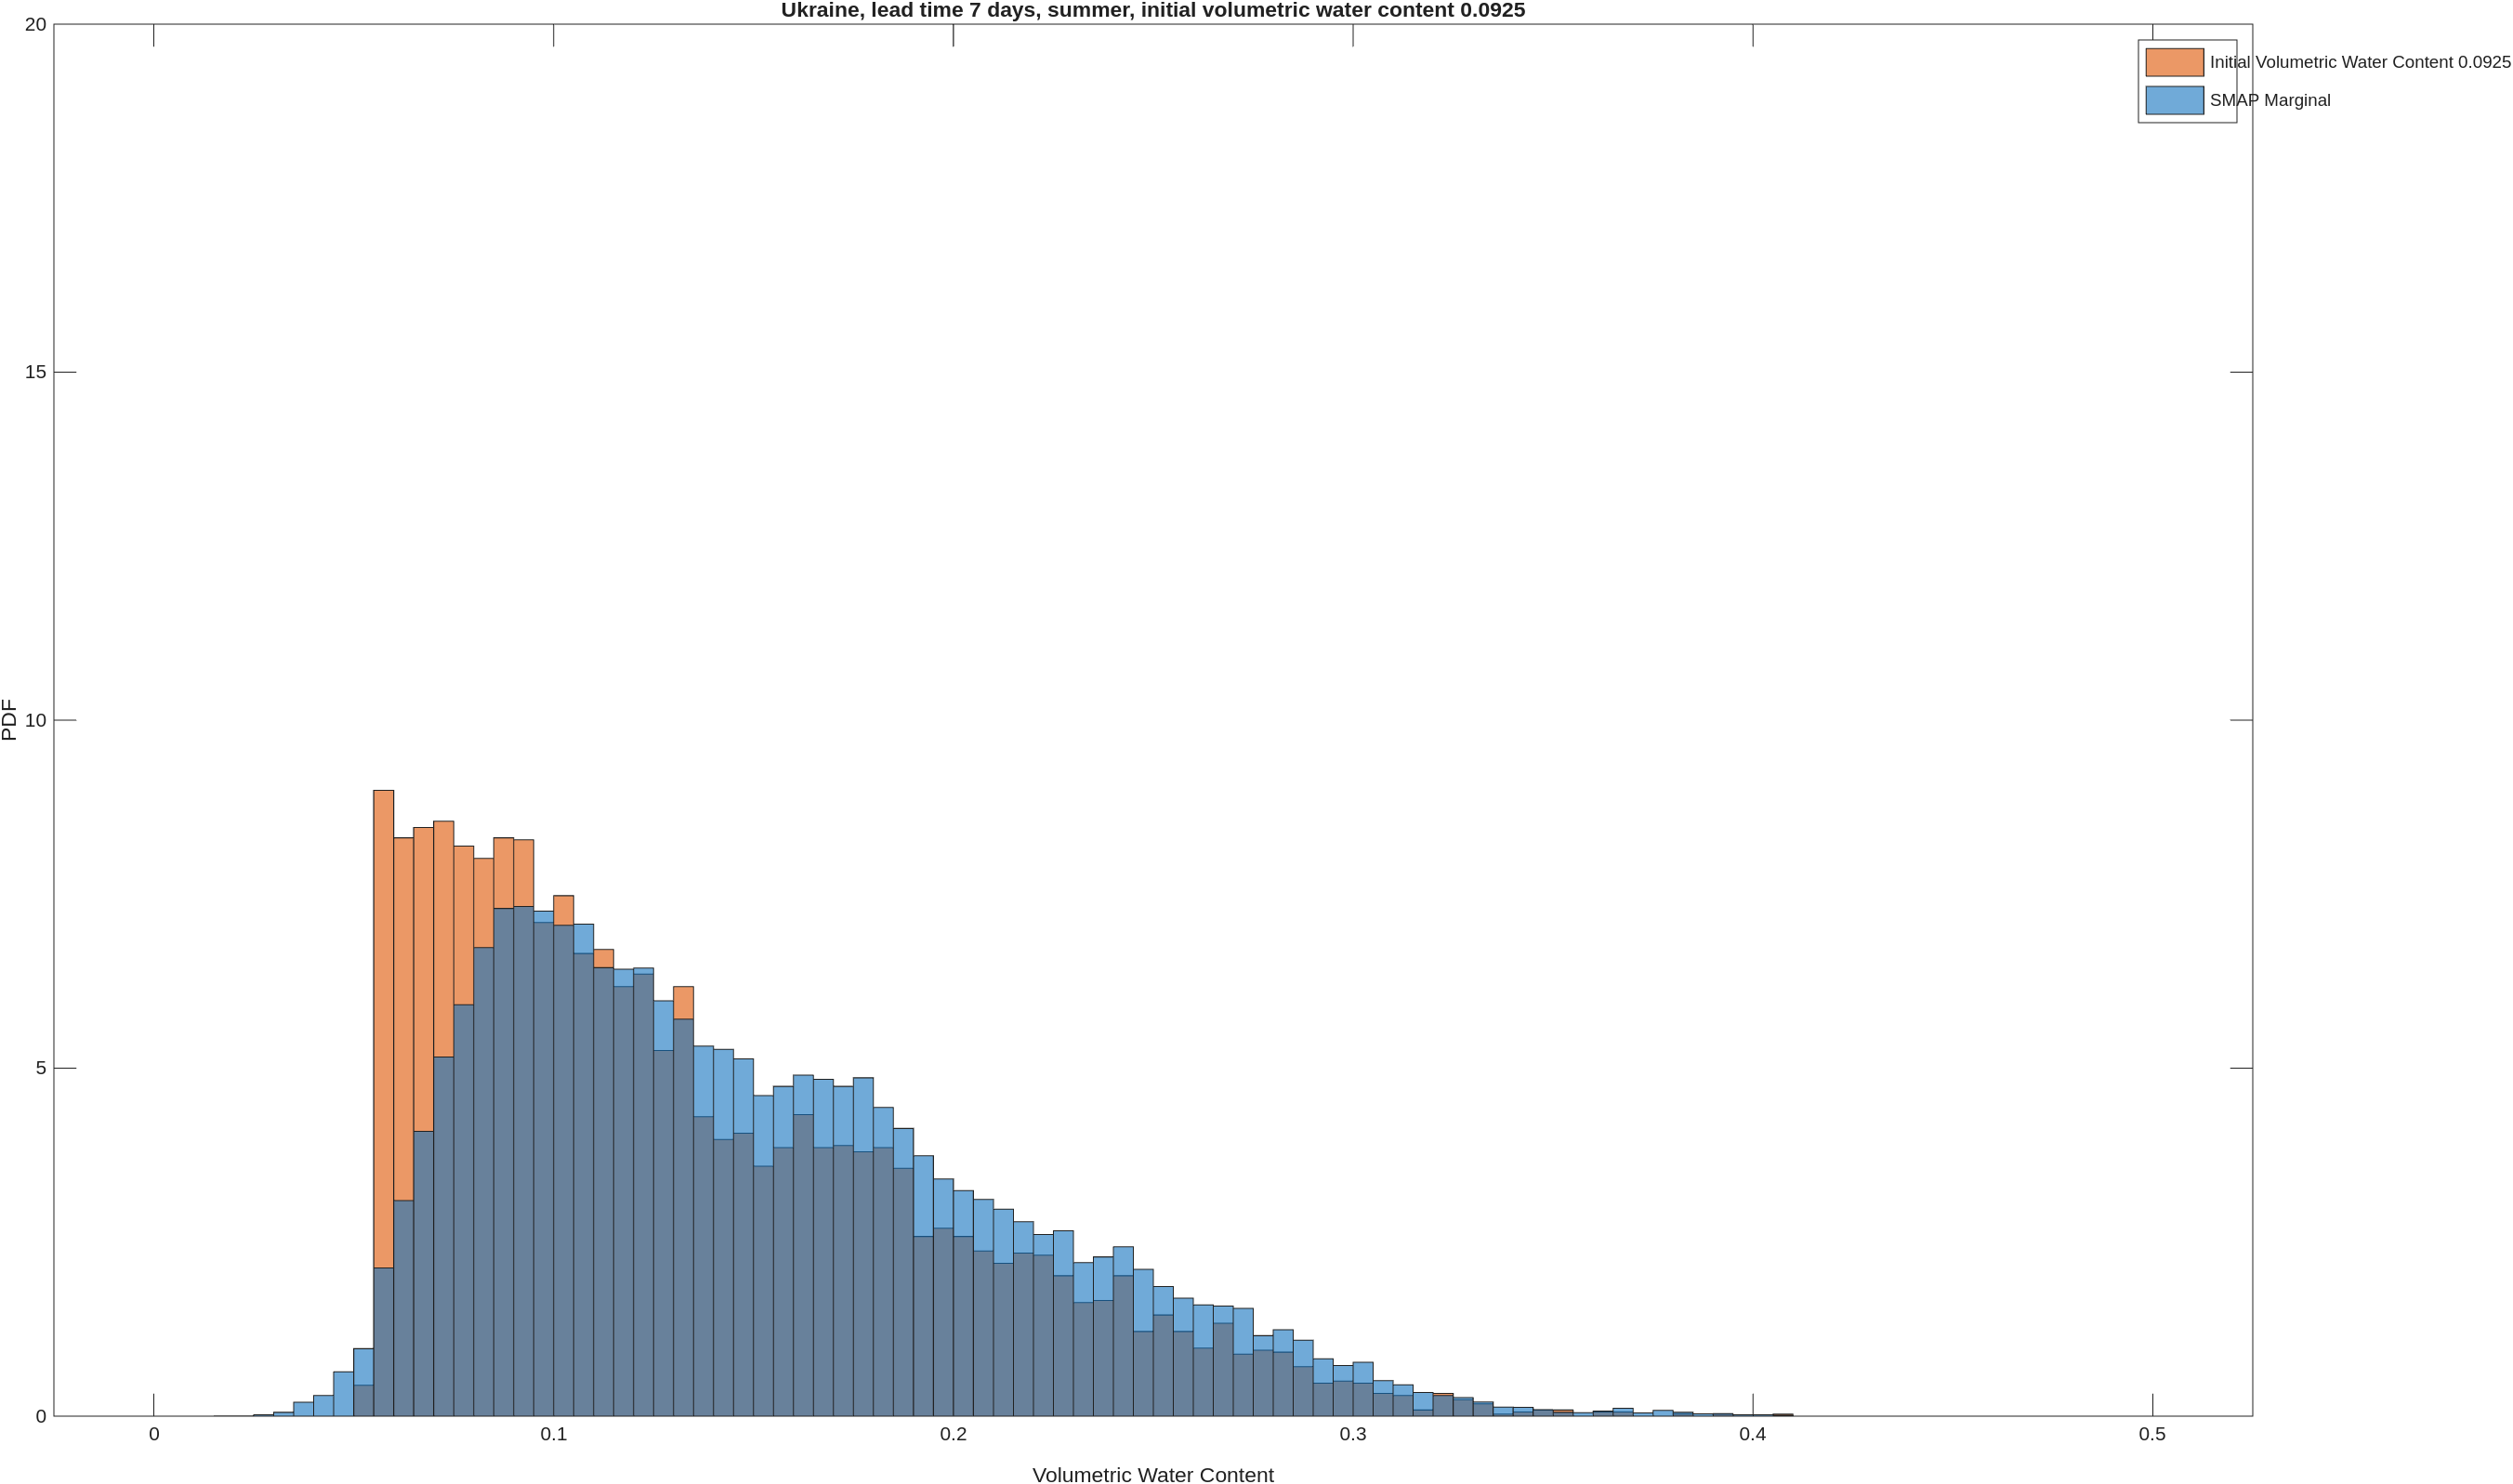 Ukraine, lead time 7 days, summer, initial volumetric water content 0.0925
20
15
10
5
0
PDF
Initial Volumetric Water Content 0.0925
SMAP Marginal
0 0.1 0.2 0.3 0.4 0.5
Volumetric Water Content